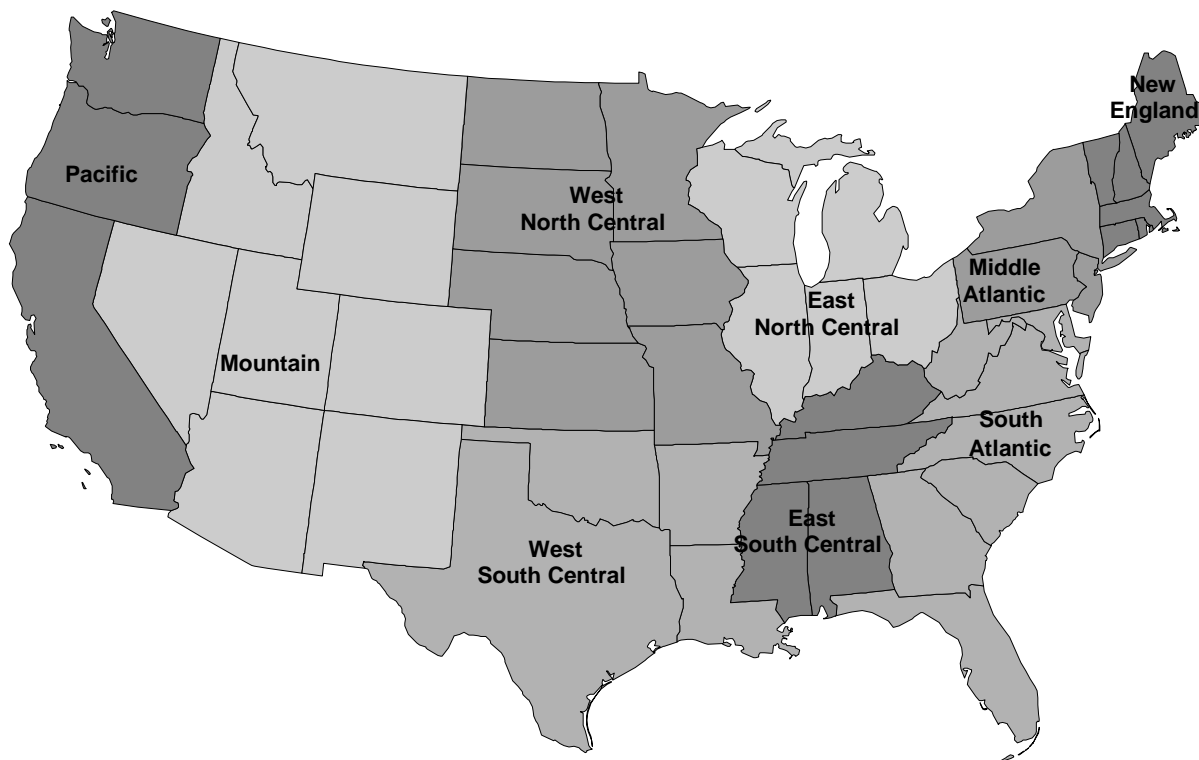 New
England
Pacific
West
North Central
Middle
Atlantic
East
North Central
Mountain
South
Atlantic
East
South Central
West
South Central